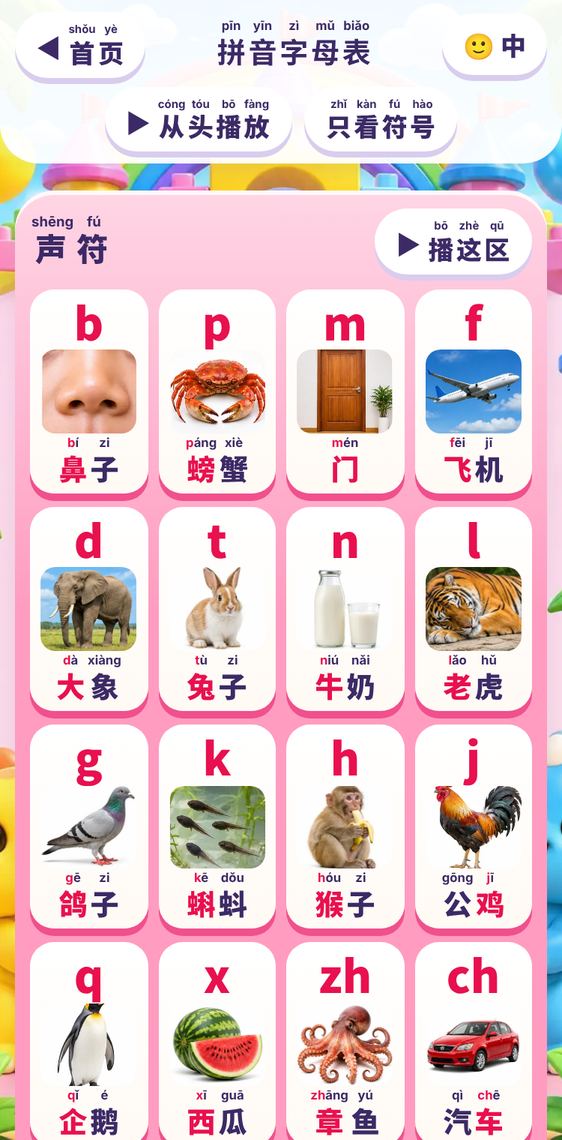 shǒu yè
首页
pīn yīn zì mǔ biǎo
拼音字母表
中
cóng tóu bō fàng
从头播放
zhǐ kàn fú hào
只看符号
shēng fú
声符
bō zhè qū
播这区
b p m f
bí zi páng xiè mén fēi jī
鼻子 螃蟹 门 飞机
d t n l
dà xiàng tù zi niú nǎi lǎo hǔ
大象 兔子 牛奶 老虎
g k h j
gē zi kē dǒu hóu zi gōng jī
鸽子 蝌蚪 猴子 公鸡
q x zh ch
qǐ é xī guā zhāng yú qì chē
企鹅 西瓜 章鱼 汽车